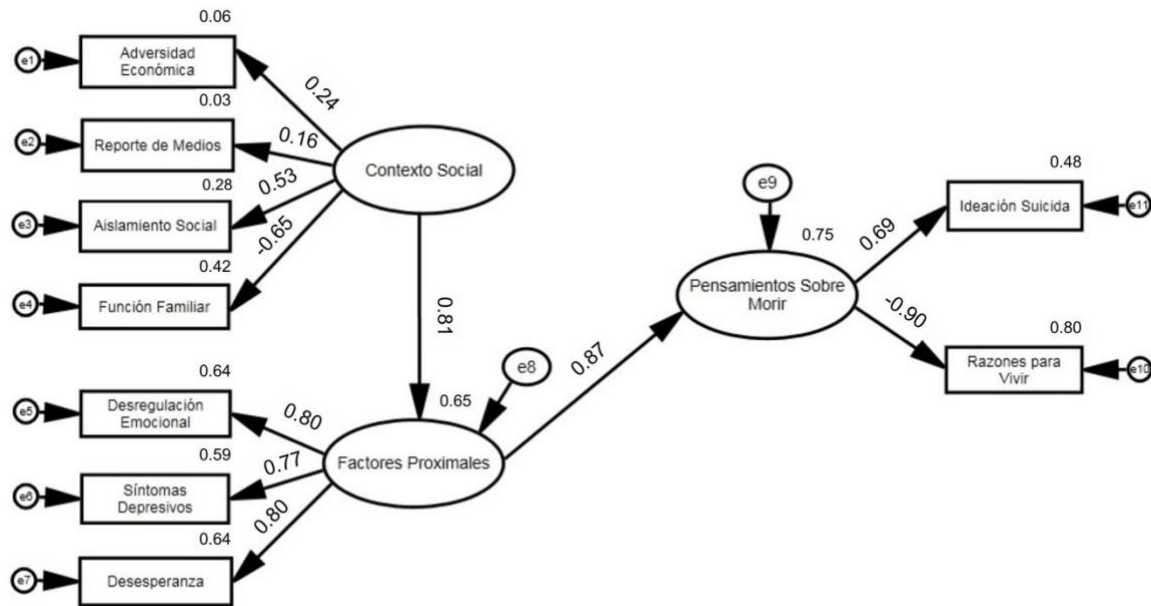 0.06
e1
Adversidad
Económica
0.24
0.03
e2
Reporte de Medios
0.16
Contexto Social
0.28
0.53
e3
Aislamiento Social
-0.65
0.42
e4
Función Familiar
0.81
0.64
e5
Desregulación
Emocional
0.80
0.59
e6
Síntomas
Depresivos
0.77
0.64
e7
Desesperanza
0.80
0.65
Factores Proximales
e8
0.87
e9
0.75
Pensamientos Sobre
Morir
0.69
0.48
Ideación Suicida
e11
-0.90
0.80
Razones para
Vivir
e10